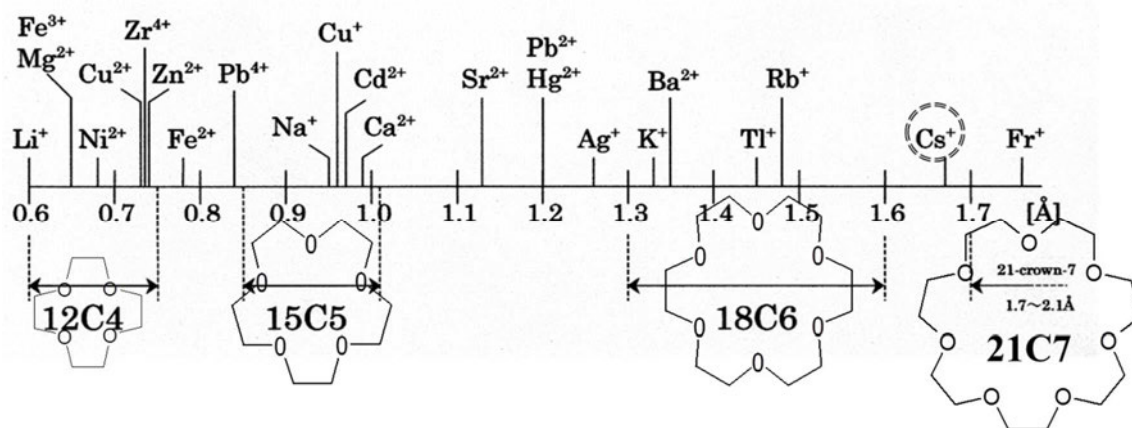 Fe³⁺ Zr⁴⁺ Cu⁺ Pb²⁺
Mg²⁺ Cu²⁺ Zn²⁺ Pb⁴⁺ Cd²⁺ Sr²⁺ Hg²⁺ Ba²⁺ Rb⁺
Li⁺ Ni²⁺ Fe²⁺ Na⁺ Ca²⁺ Ag⁺ K⁺ Tl⁺ Cs⁺ Fr⁺
0.6 0.7 0.8 0.9 1.0 1.1 1.2 1.3 1.4 1.5 1.6 1.7 [Å]
O O O
O O O O O O
21-crown-7
O O 12C4 15C5 18C6 1.7~2.1Å
O O O O O O O O
21C7
O O O